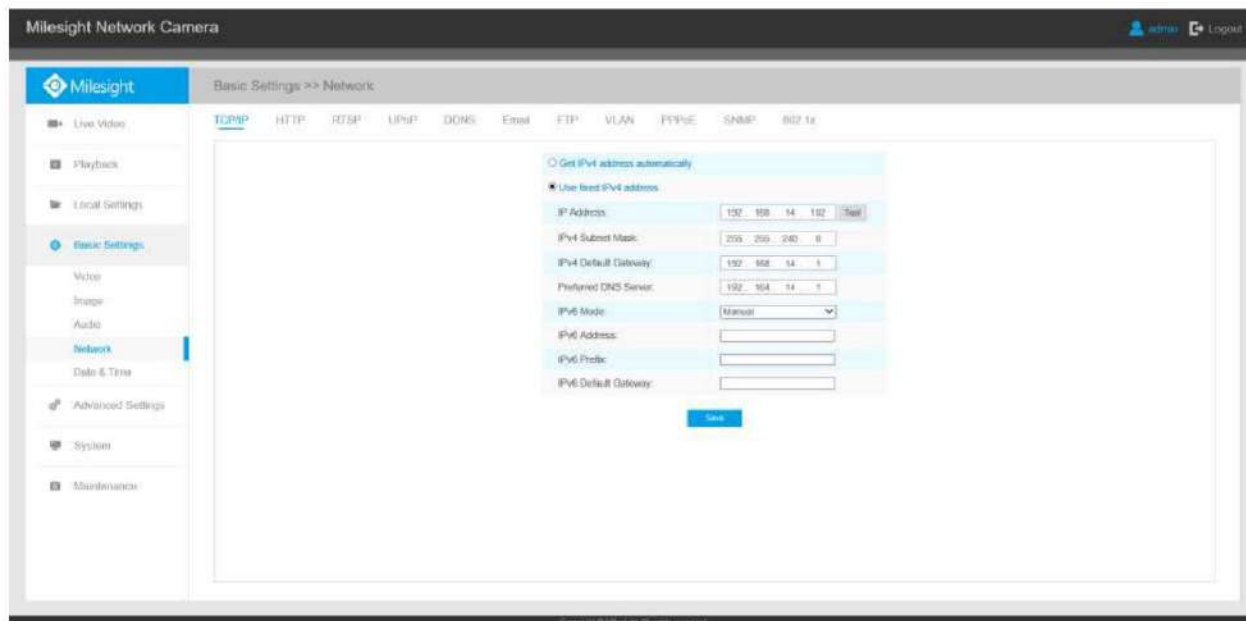 Milesight Network Camera
admin Logout
Milesight
Basic Settings >> Network
Live Video
TCP/IP HTTP RTSP UPnP DDNS Email FTP VLAN PPPoE SNMP 802.1x
Playback
Local Settings
Basic Settings
Video
Image
Audio
Network
Date & Time
Advanced Settings
System
Maintenance
Get IPv4 address automatically
Use fixed IPv4 address
IP Address: 192 . 168 . 14 . Test
IPv4 Subnet Mask: 255 . 255 . 240 . 0
IPv4 Default Gateway: 192 . 168 . 14 . 1
Preferred DNS Server: 192 . 14 . 1
IPv6 Mode: Manual
IPv6 Address:
IPv6 Prefix:
IPv6 Default Gateway:
Save